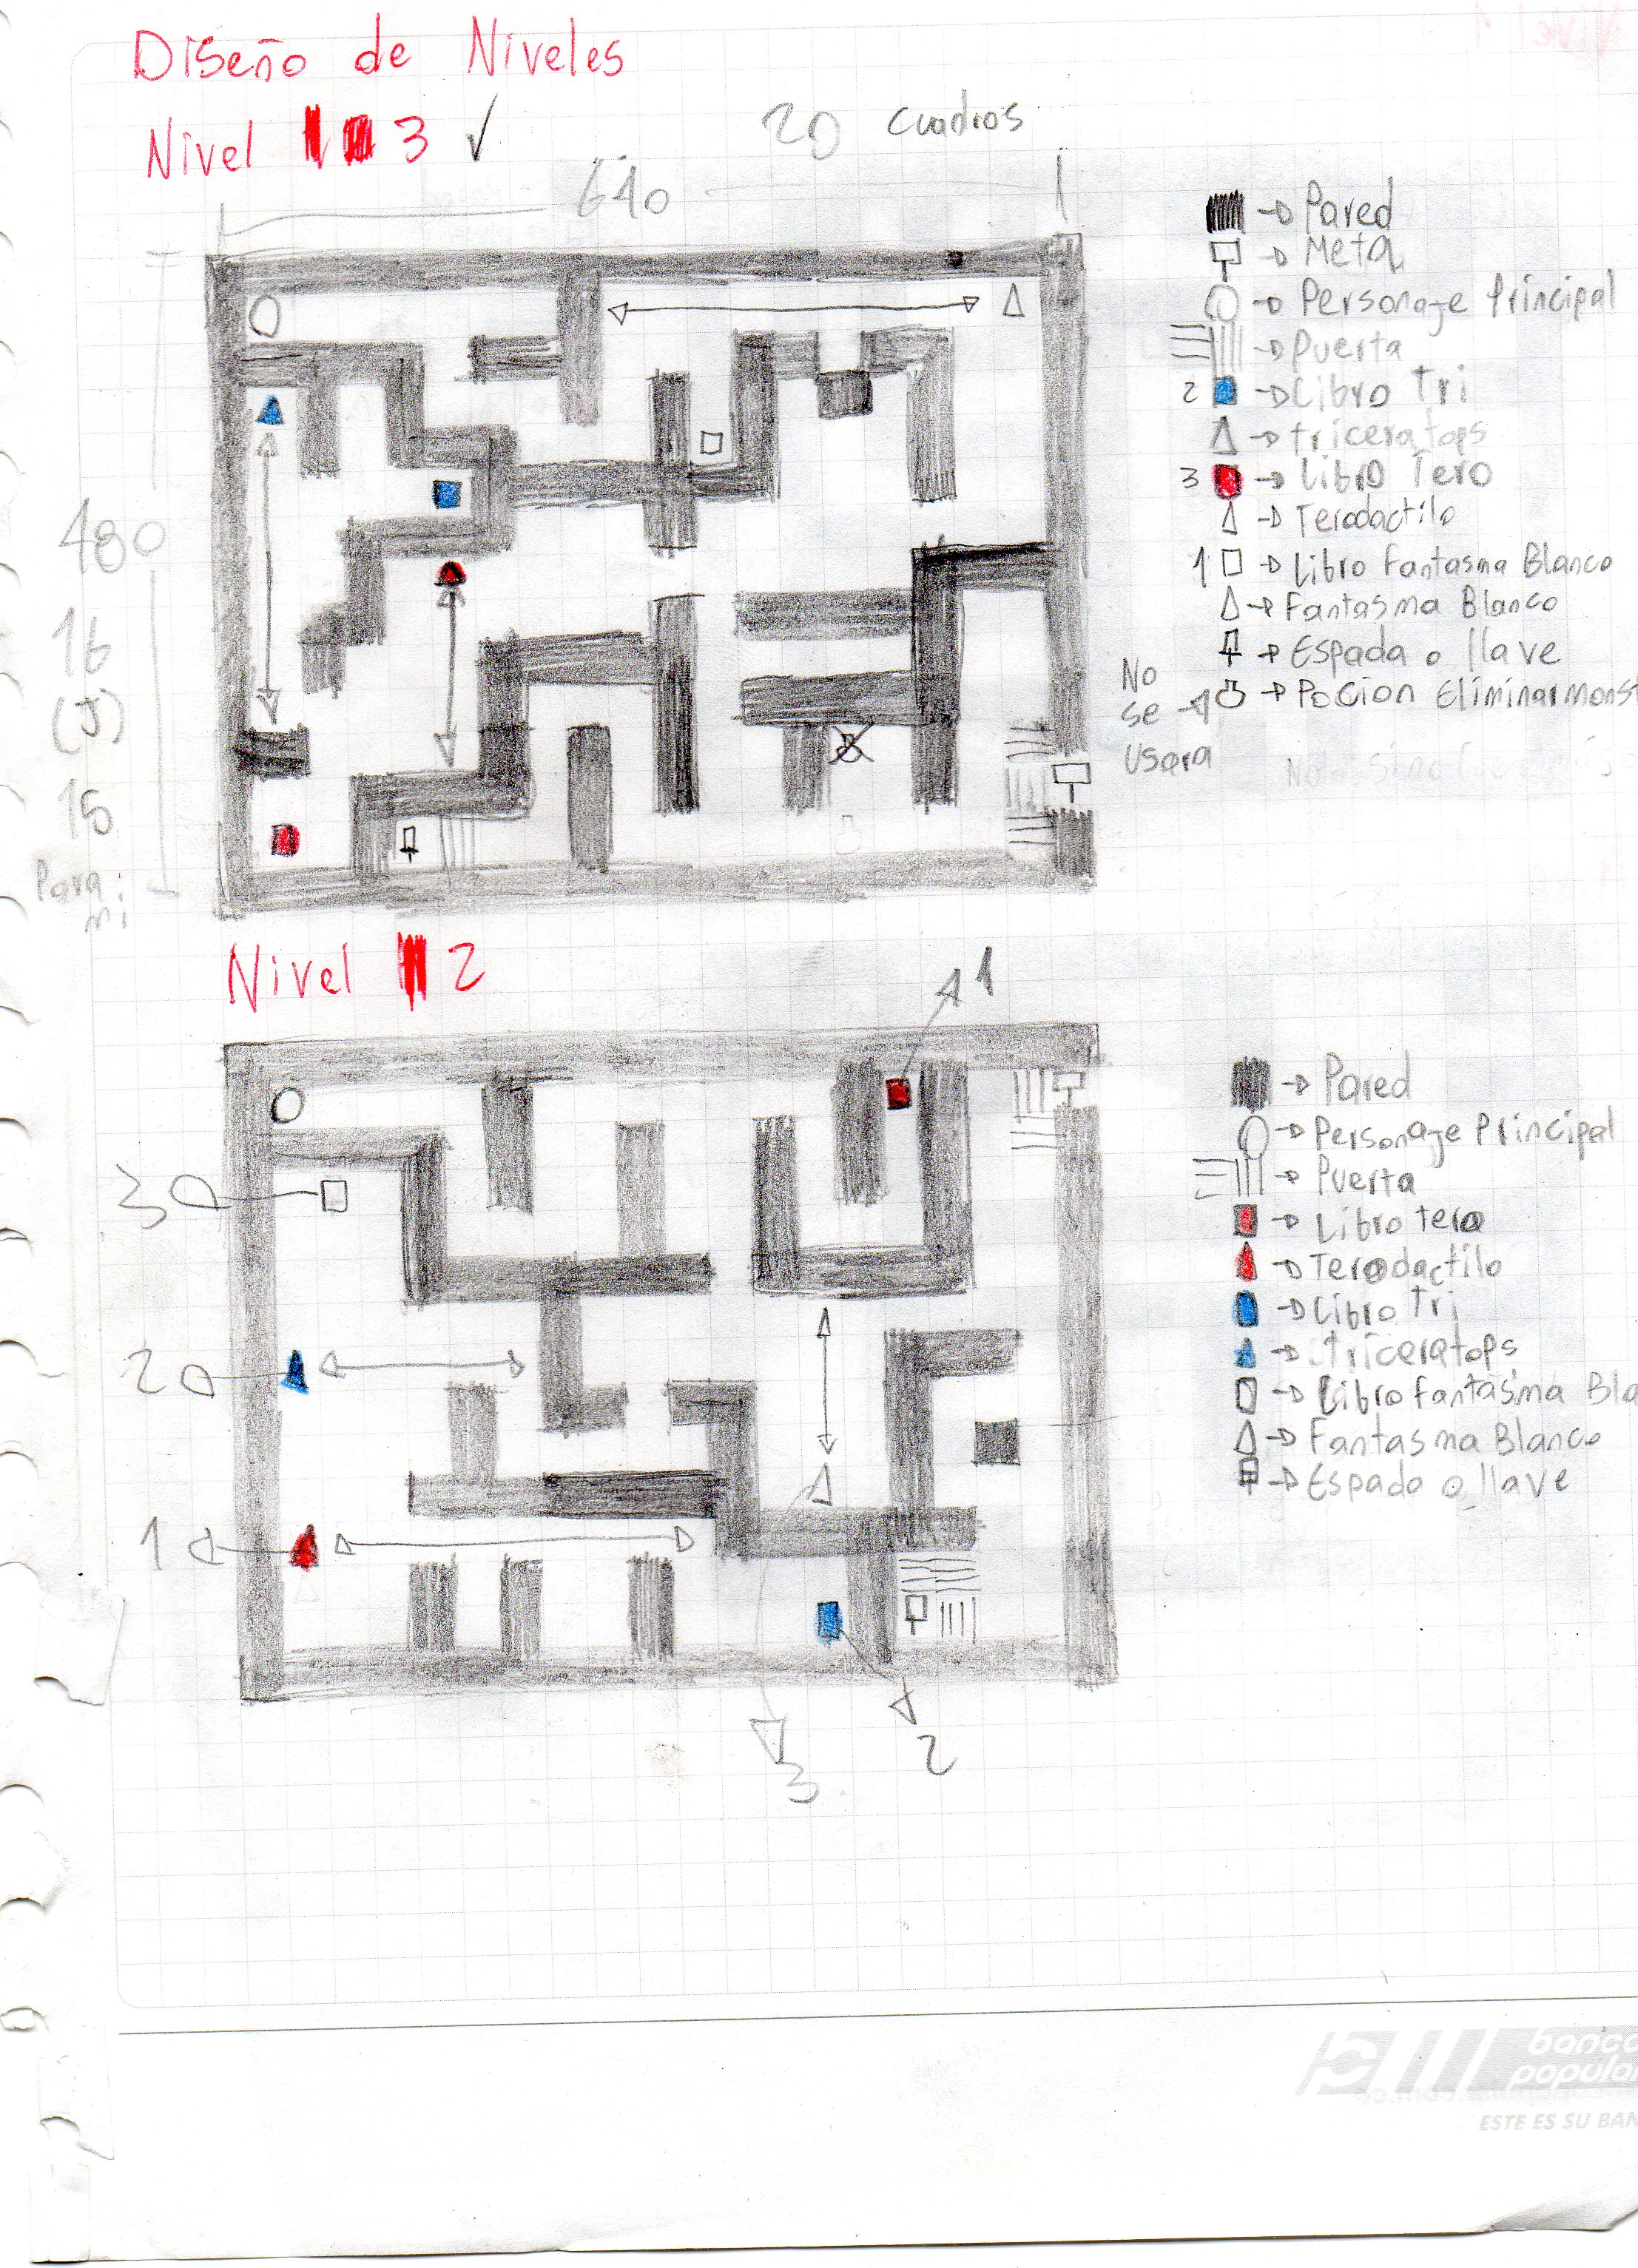 Diseño de Niveles
Nivel 3 ✓
20 cuadros
640
480
16
(J)
15
Para
mi
Pared
Meta
Personaje Principal
Puerta
2 Libro Tri
triceratops
3 Libro Tero
Terodactilo
1 Libro Fantasma Blanco
Fantasma Blanco
Espada o llave
Pocion Eliminar monst
No
se
Usara
Nivel 2
1
3
2
1
2
3
Pared
Personaje Principal
Puerta
Libro tero
Terodactilo
Libro Tri
triceratops
Libro Fantasma Bla
Fantasma Blanco
Espada o llave
banco
popular
ESTE ES SU BAN